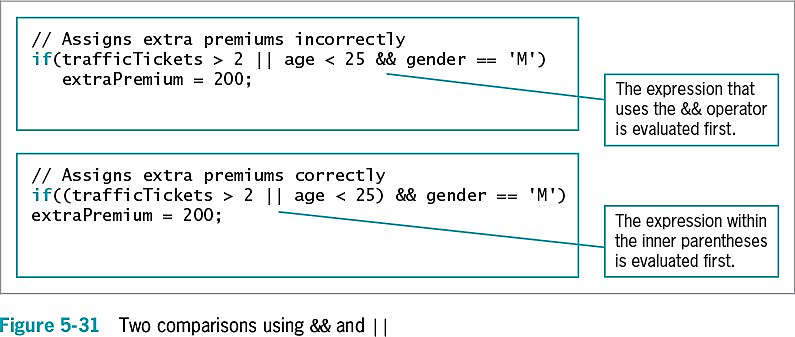 // Assigns extra premiums incorrectly
if(trafficTickets > 2 || age < 25 && gender == 'M')
extraPremium = 200;
The expression that
uses the && operator
is evaluated first.
// Assigns extra premiums correctly
if((trafficTickets > 2 || age < 25) && gender == 'M')
extraPremium = 200;
The expression within
the inner parentheses
is evaluated first.
Figure 5-31 Two comparisons using && and ||